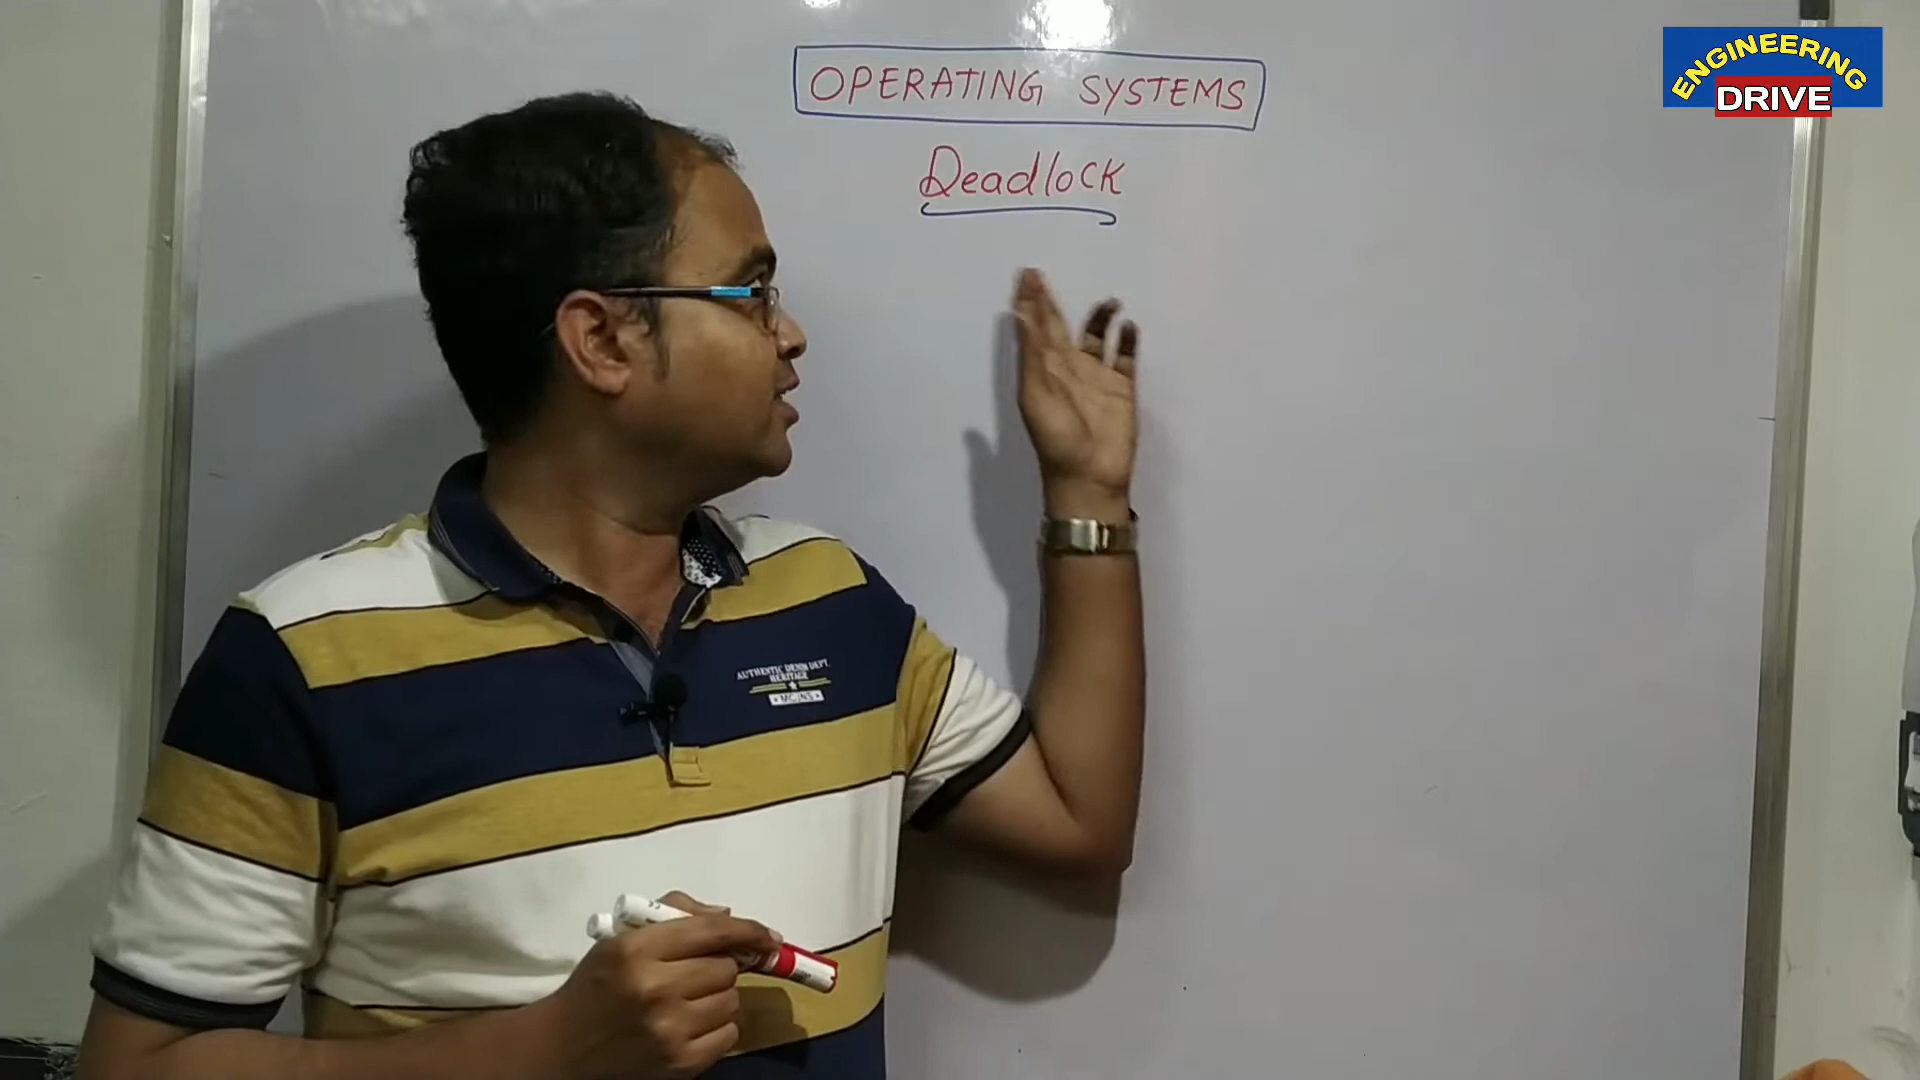 OPERATING SYSTEMS
Deadlock
ENGINEERING
DRIVE
AUTHENTIC DENIM DEPT.
HERITAGE